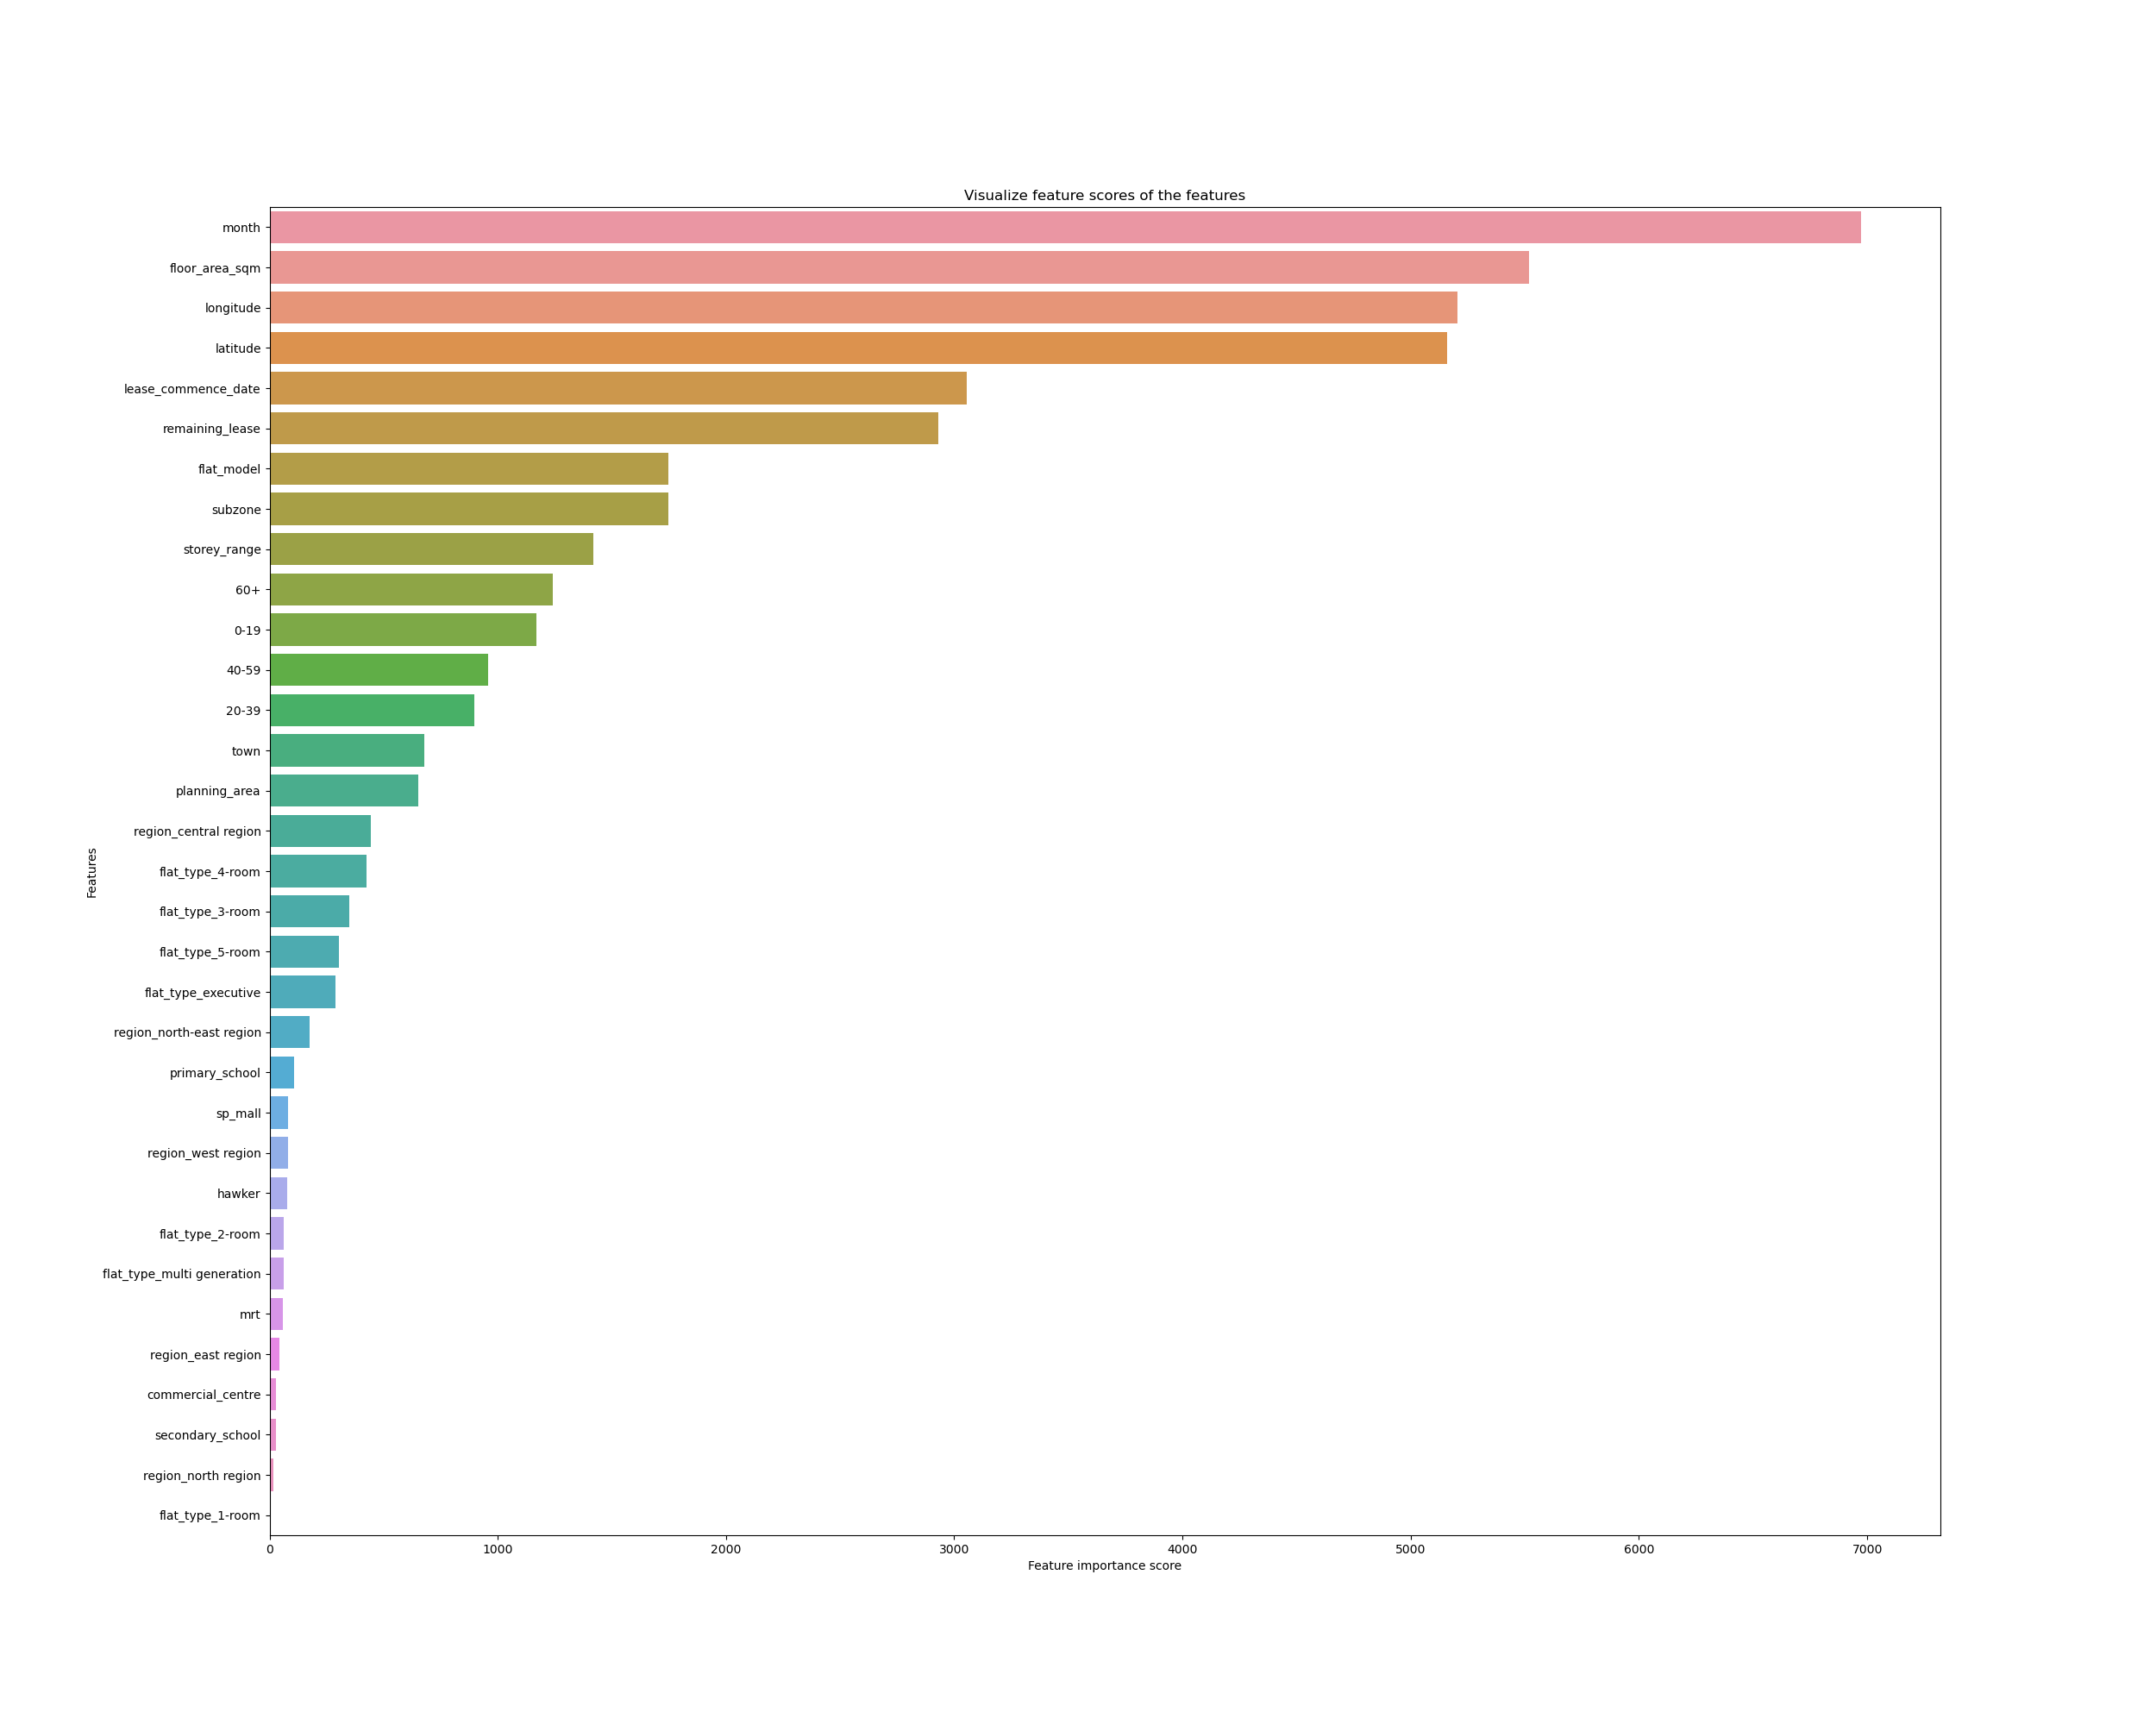 Visualize feature scores of the features
month
floor_area_sqm
longitude
latitude
lease_commence_date
remaining_lease
flat_model
subzone
storey_range
60+
0-19
40-59
20-39
town
planning_area
region_central region
flat_type_4-room
flat_type_3-room
flat_type_5-room
flat_type_executive
region_north-east region
primary_school
sp_mall
region_west region
hawker
flat_type_2-room
flat_type_multi generation
mrt
region_east region
commercial_centre
secondary_school
region_north region
flat_type_1-room
Features
0 1000 2000 3000 4000 5000 6000 7000
Feature importance score